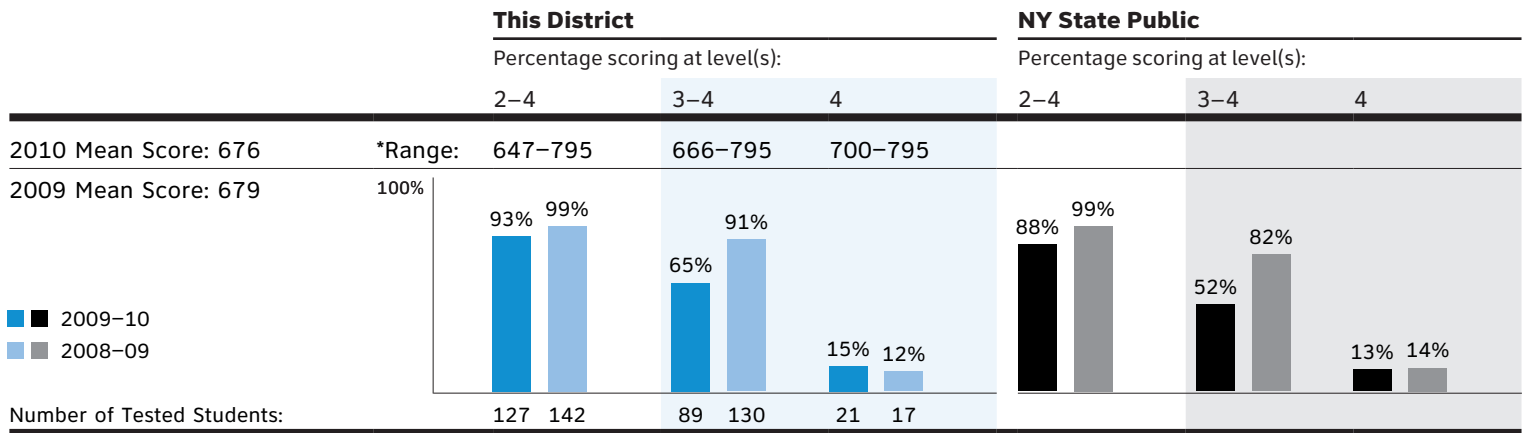 This District NY State Public
Percentage scoring at level(s): Percentage scoring at level(s):
2–4 3–4 4 2–4 3–4 4
2010 Mean Score: 676 *Range: 647–795 666–795 700–795
2009 Mean Score: 679 100%
93% 99% 65% 91% 15% 12% 88% 99% 52% 82% 13% 14%
2009–10
2008–09
Number of Tested Students: 127 142 89 130 21 17